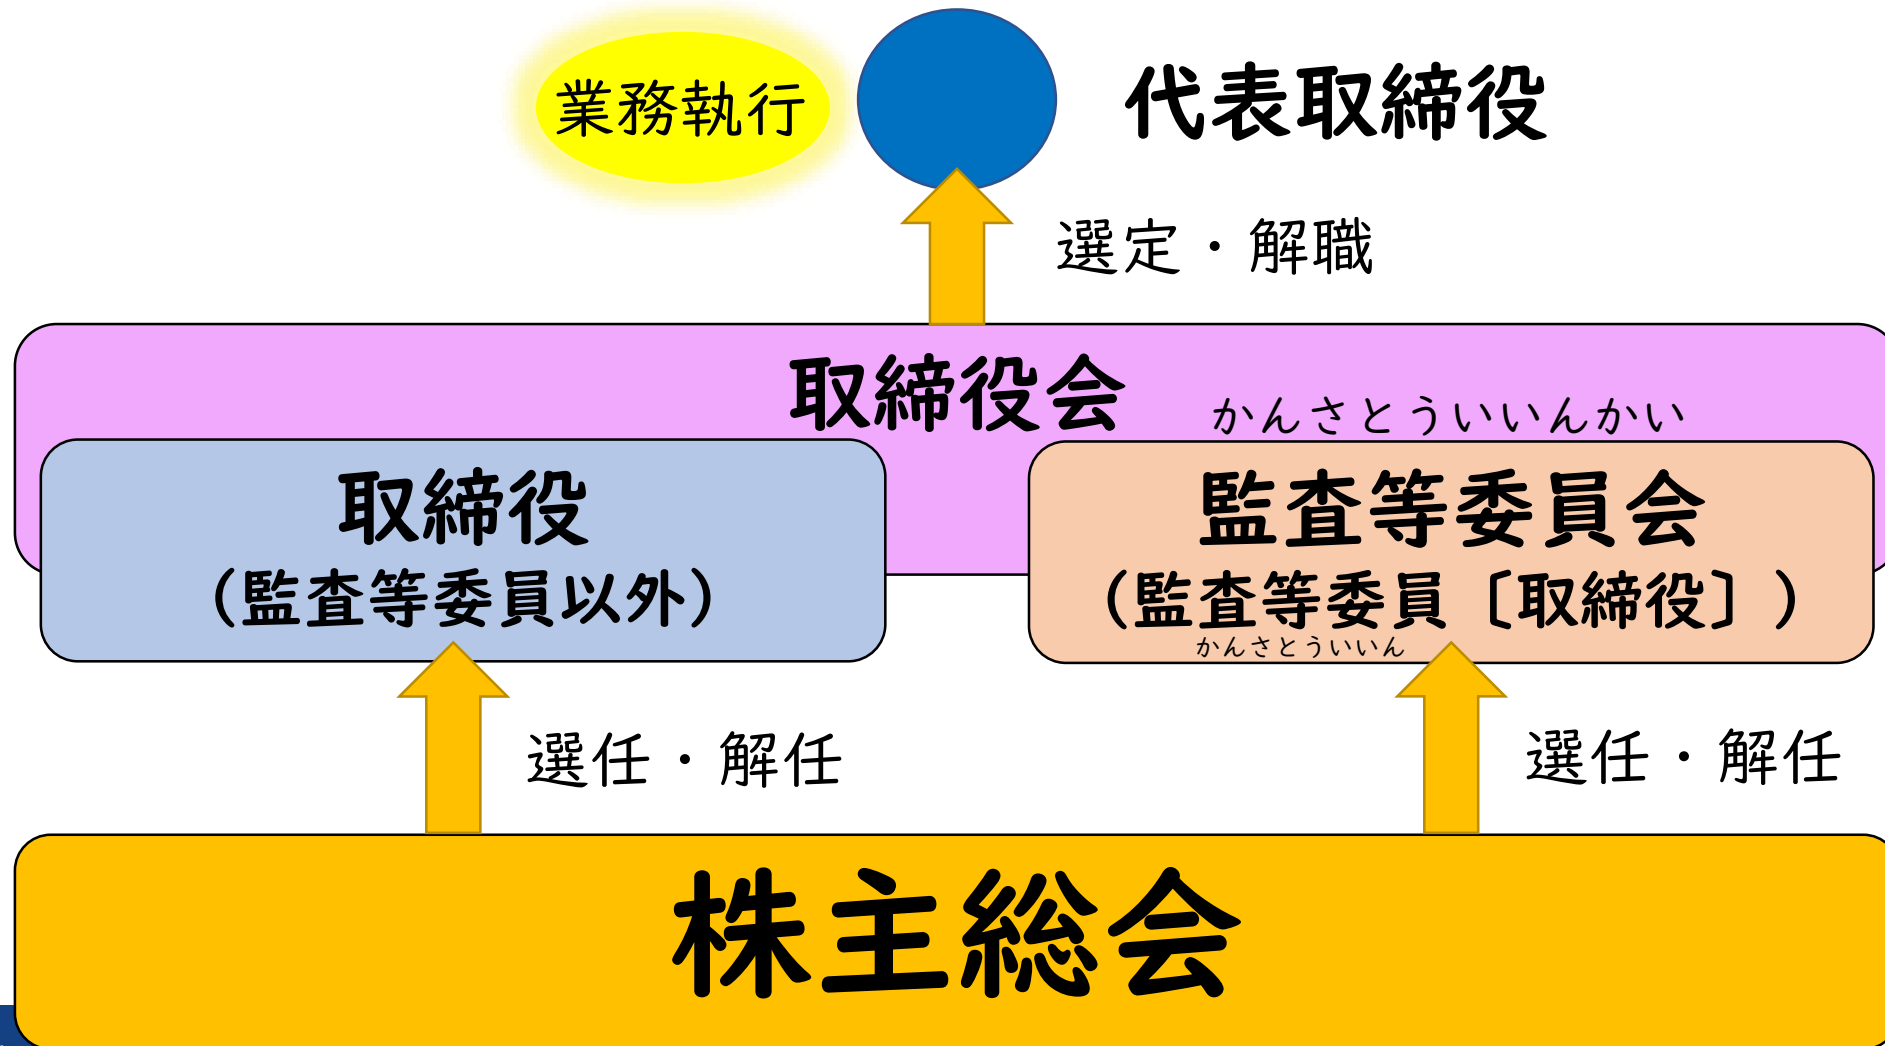 業務執行
代表取締役
選定・解職
取締役会
かんさとういいんかい
取締役
(監査等委員以外)
監査等委員会
(監査等委員〔取締役〕)
かんさとういいん
選任・解任
選任・解任
株主総会